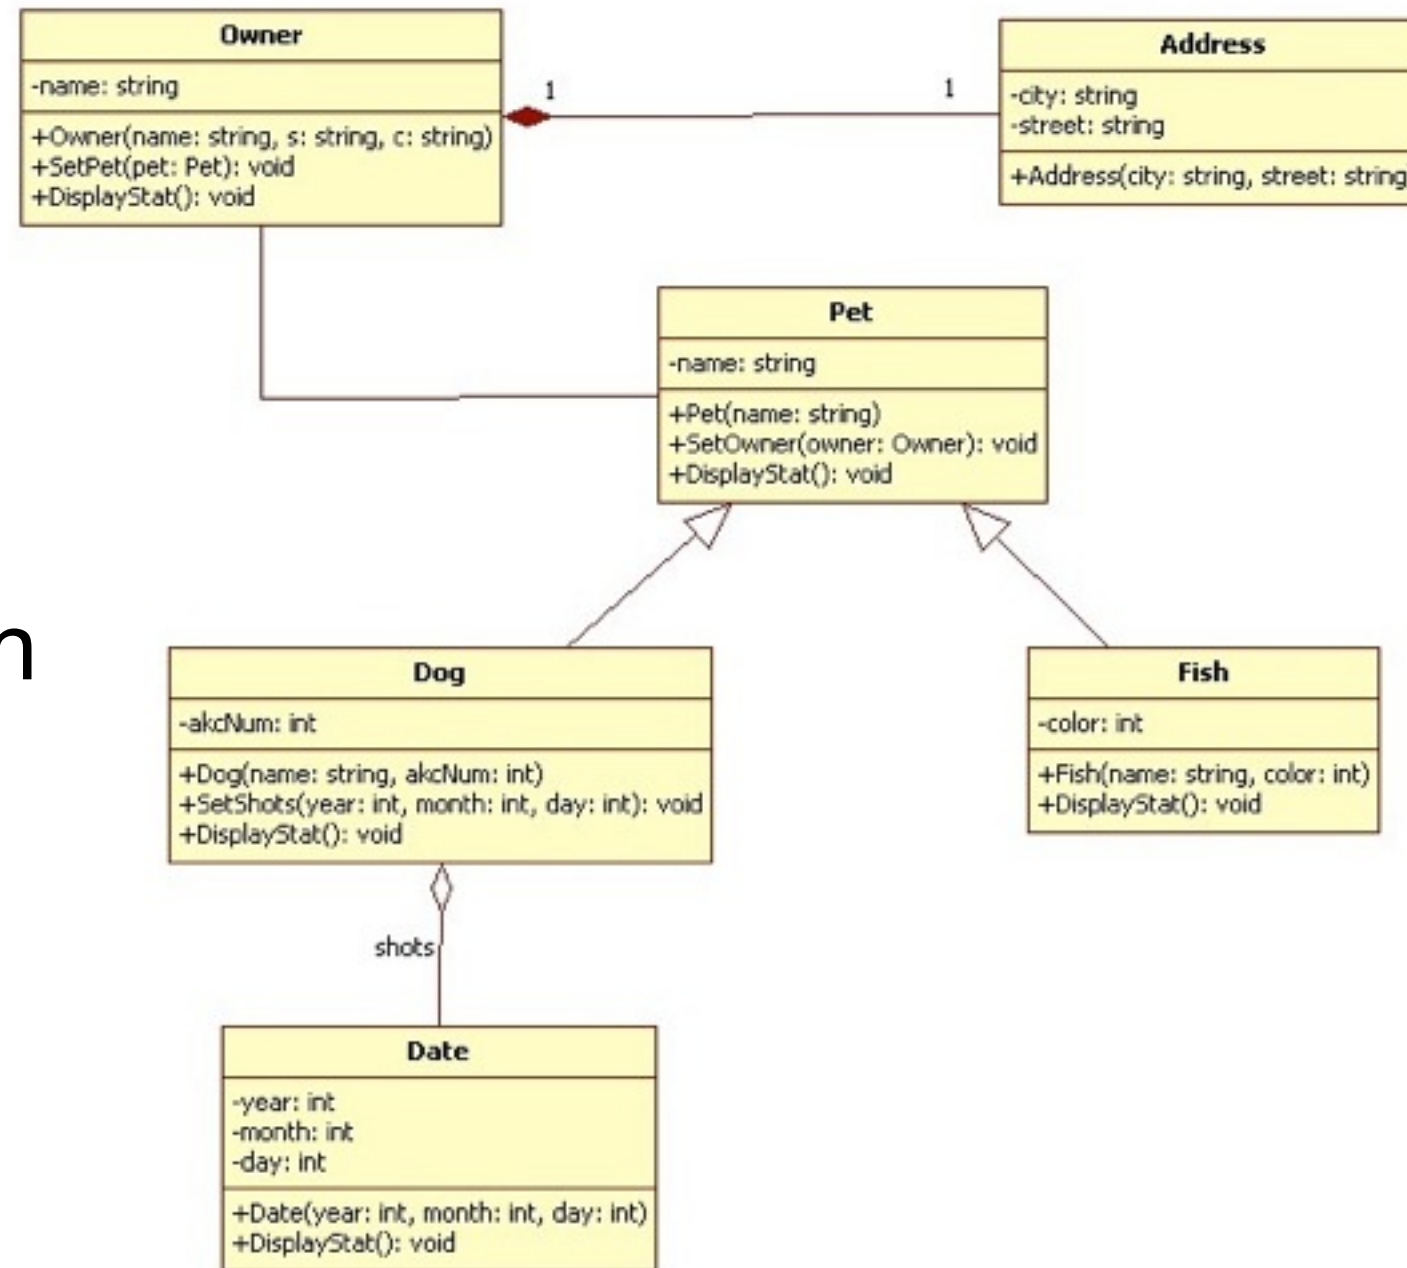 Owner
-name: string
+Owner(name: string, s: string, c: string)
+SetPet(pet: Pet): void
+DisplayStat(): void
1
1
Address
-city: string
-street: string
+Address(city: string, street: string
Pet
-name: string
+Pet(name: string)
+SetOwner(owner: Owner): void
+DisplayStat(): void
n
Dog
-akcNum: int
+Dog(name: string, akcNum: int)
+SetShots(year: int, month: int, day: int): void
+DisplayStat(): void
Fish
-color: int
+Fish(name: string, color: int)
+DisplayStat(): void
shots
Date
-year: int
-month: int
-day: int
+Date(year: int, month: int, day: int)
+DisplayStat(): void